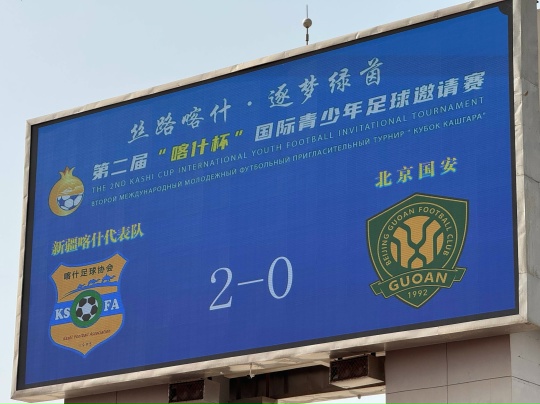 丝路喀什·逐梦绿茵
第二届“喀什杯”国际青少年足球邀请赛
THE 2ND KASHI CUP INTERNATIONAL YOUTH FOOTBALL INVITATIONAL TOURNAMENT
ВТОРОЙ МЕЖДУНАРОДНЫЙ МОЛОДЕЖНЫЙ ФУТБОЛЬНЫЙ ПРИГЛАСИТЕЛЬНЫЙ ТУРНИР "КУБОК КАШГАРА"
新疆喀什代表队
北京国安
喀什足球协会
KS FA
2-0
BEIJING GUOAN FOOTBALL CLUB
GUOAN
1992